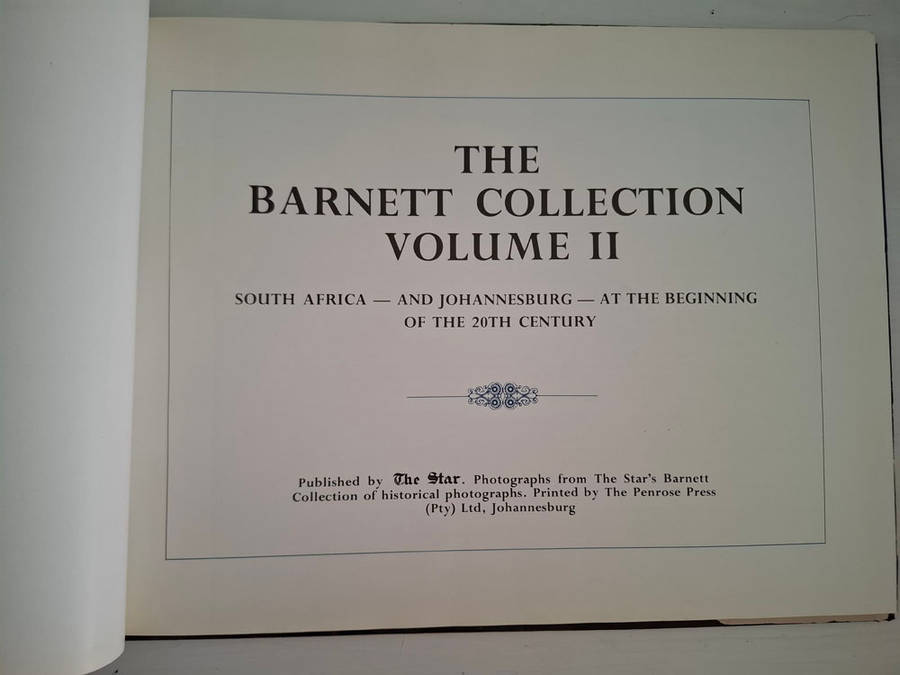 THE
BARNETT COLLECTION
VOLUME II
SOUTH AFRICA — AND JOHANNESBURG — AT THE BEGINNING
OF THE 20TH CENTURY
Published by The Star. Photographs from The Star's Barnett
Collection of historical photographs. Printed by The Penrose Press
(Pty) Ltd, Johannesburg